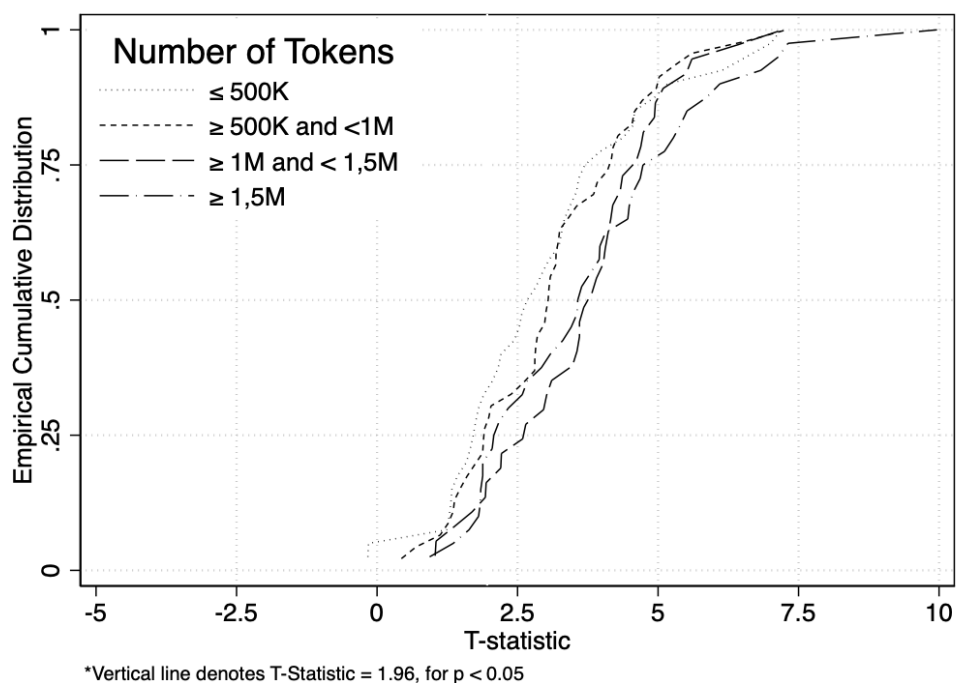 Number of Tokens
≤ 500K
≥ 500K and <1M
≥ 1M and < 1,5M
≥ 1,5M
Empirical Cumulative Distribution
1
.75
.5
.25
0
-5 -2.5 0 2.5 5 7.5 10
T-statistic
*Vertical line denotes T-Statistic = 1.96, for p < 0.05